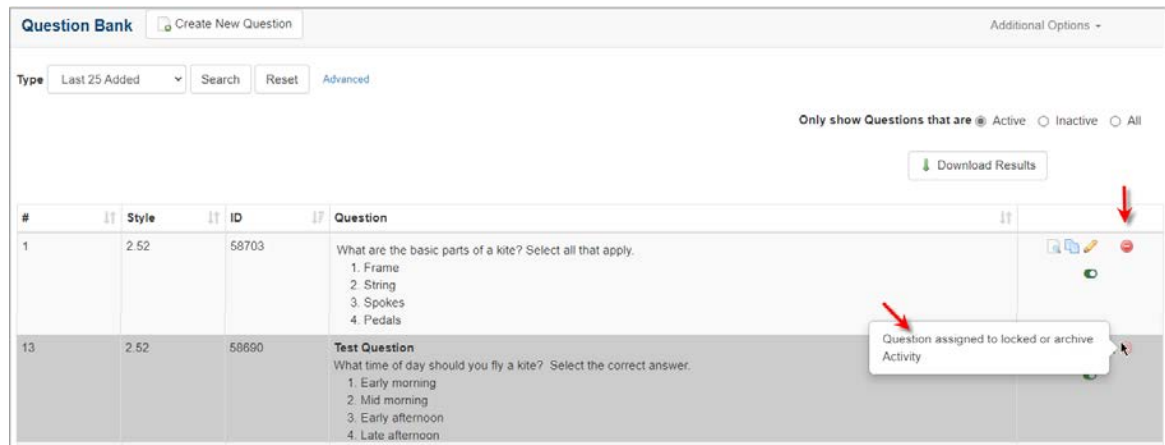 Question Bank Create New Question Additional Options
Type Last 25 Added Search Reset Advanced
Only show Questions that are Active Inactive All
Download Results
# Style ID Question
1 2.52 58703 What are the basic parts of a kite? Select all that apply.
1. Frame
2. String
3. Spokes
4. Pedals
Question assigned to locked or archive
Activity
13 2.52 58690 Test Question
What time of day should you fly a kite? Select the correct answer.
1. Early morning
2. Mid morning
3. Early afternoon
4. Late afternoon